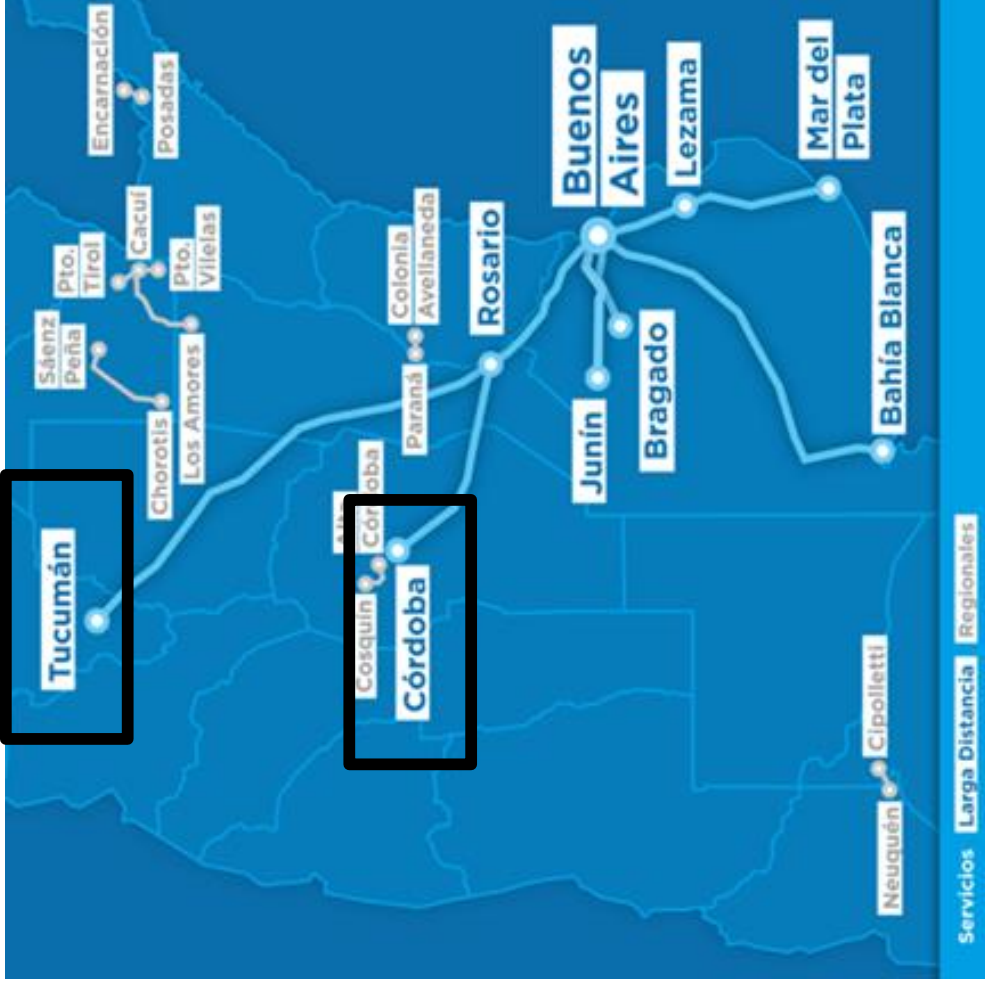 Encarnación
Posadas
Sáenz
Peña
Pto.
Tirol
Cacuí
Pto.
Vilelas
Chorotis
Los Amores
Tucumán
Colonia
Avellaneda
Paraná
Rosario
Córdoba
Cosquín
Córdoba
Buenos
Aires
Lezama
Mar del
Plata
Junín
Bragado
Bahía Blanca
Cipolletti
Neuquén
Servicios Larga Distancia Regionales